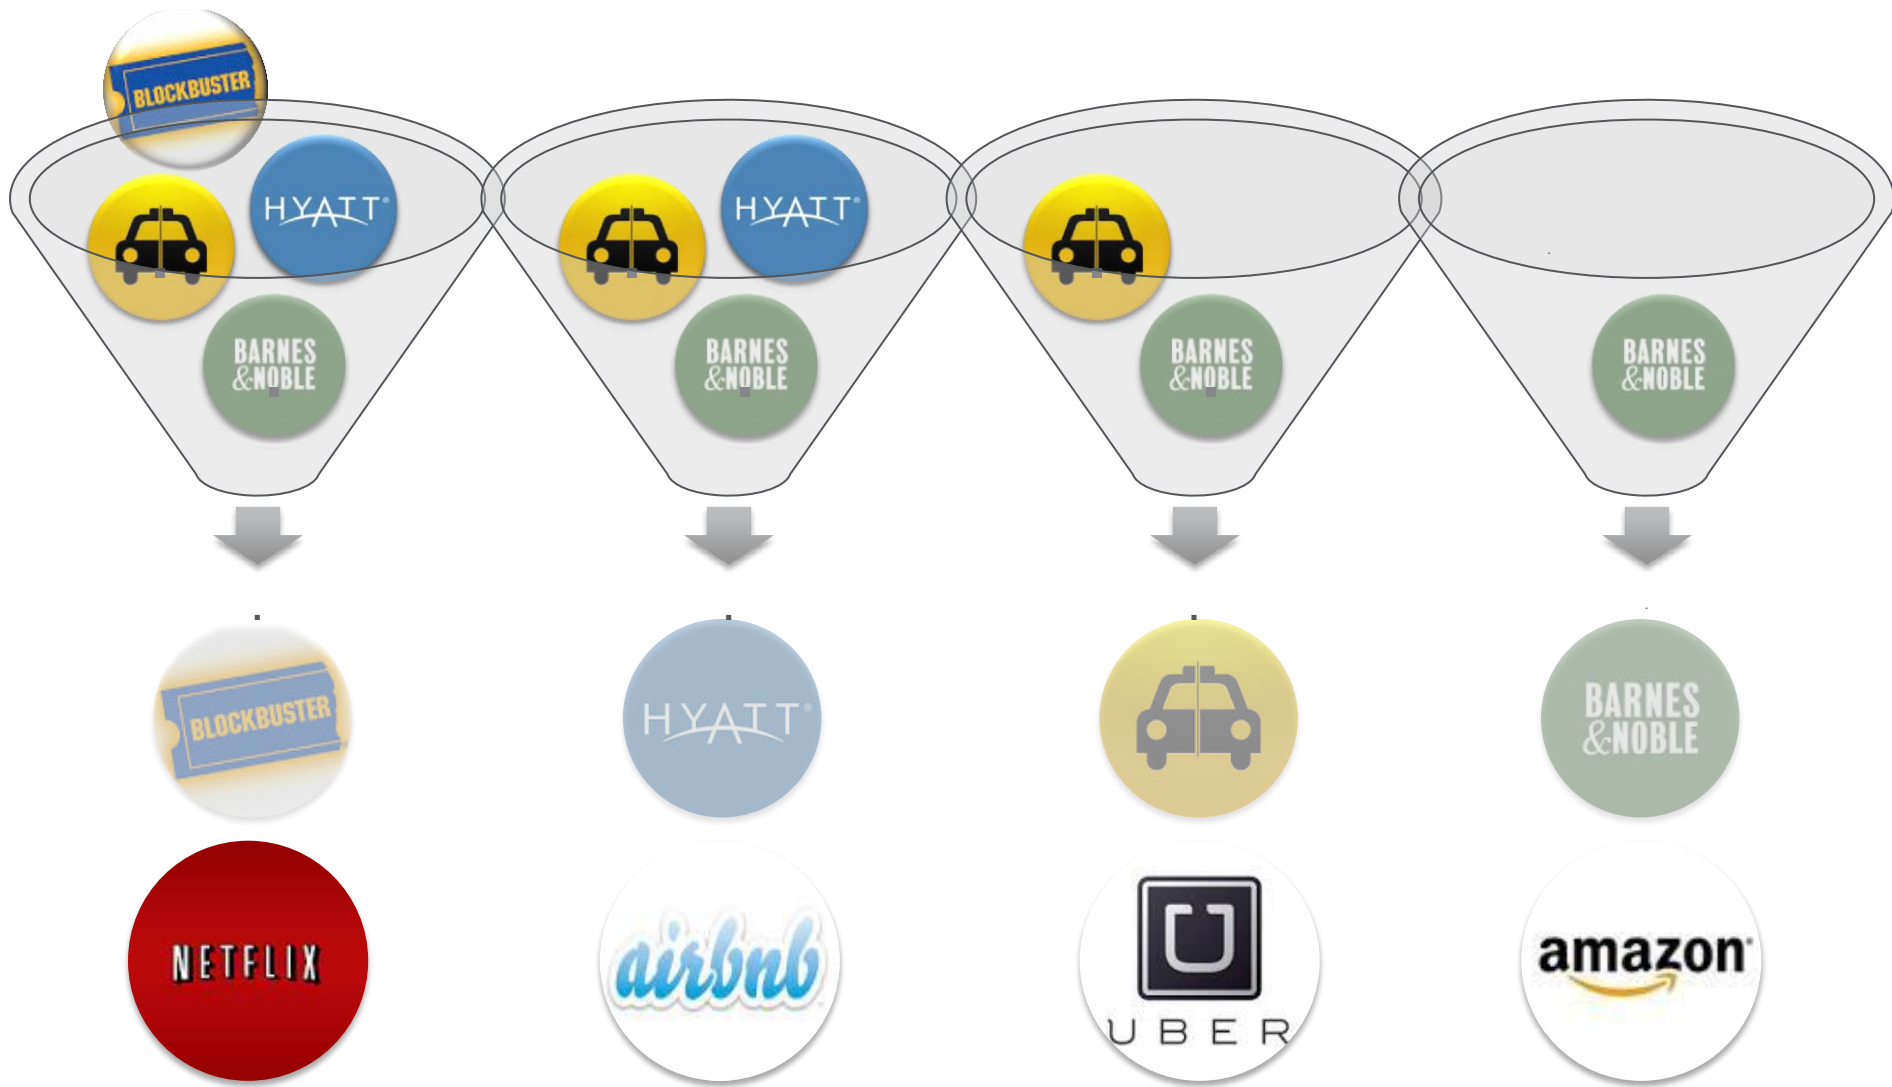 BLOCKBUSTER
HYATT®
BARNES
&NOBLE
HYATT®
BARNES
&NOBLE
BARNES
&NOBLE
BARNES
&NOBLE
BLOCKBUSTER
HYATT®
BARNES
&NOBLE
NETFLIX
airbnb
UBER
amazon